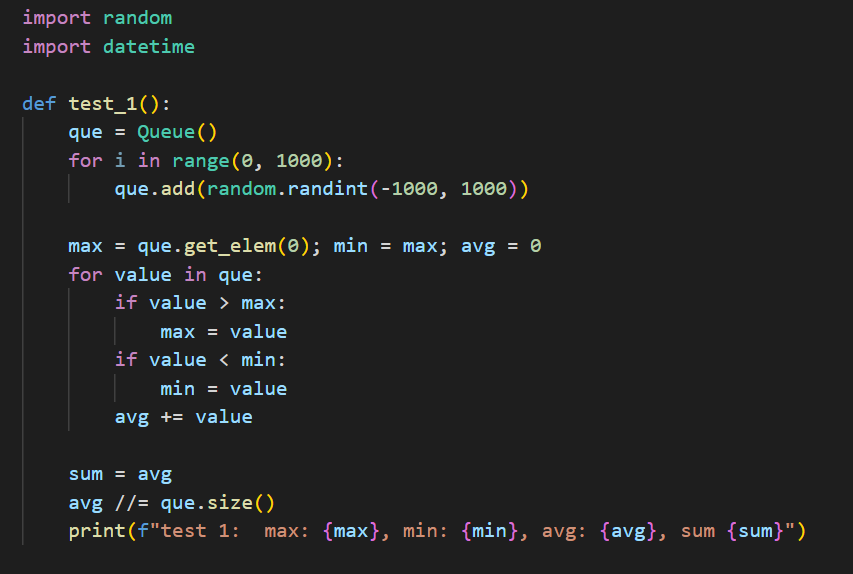 import random
import datetime

def test_1():
    que = Queue()
    for i in range(0, 1000):
        que.add(random.randint(-1000, 1000))

    max = que.get_elem(0); min = max; avg = 0
    for value in que:
        if value > max:
            max = value
        if value < min:
            min = value
        avg += value

    sum = avg
    avg //= que.size()
    print(f"test 1:  max: {max}, min: {min}, avg: {avg}, sum {sum}")